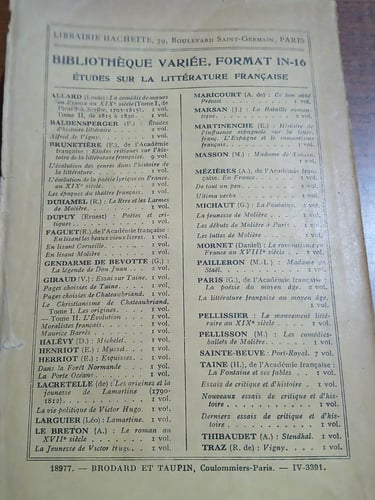 LIBRAIRIE HACHETTE, 79, BOULEVARD SAINT-GERMAIN, PARIS
BIBLIOTHÈQUE VARIÉE, FORMAT IN-16
ÉTUDES SUR LA LITTÉRATURE FRANÇAISE
ALLARD (Louis) : La comédie de mœurs
en France au XIXe siècle (Tome I, de
Picard à Scribe, 1795-1815). 1 vol.
Tome II, de 1815 à 1830. 1 vol.
BALDENSPERGER (F.) : Études
d'histoire littéraire . 2 vol.
Alfred de Vigny. 1 vol.
BRUNETIÈRE (F.), de l'Académie
française : Études critiques sur l'his-
toire de la littérature française. 9 vol.
L'évolution des genres dans l'histoire de
la littérature. 1 vol.
L'évolution de la poésie lyrique en France.
au XIXe siècle. 2 vol.
Les époques du théâtre français. 1 vol.
DUHAMEL (R.) : Le Rire et les Larmes
de Molière. 1 vol.
DUPUY (Ernest) : Poètes et cri-
tiques. 1 vol.
FAGUET (E.), de l'Académie française :
En lisant les beaux vieux livres. 1 vol.
En lisant Corneille. 1 vol.
En lisant Molière 1 vol.
GENDARME DE BEVOTTE (G.) :
La légende de Don Juan . 2 vol.
GIRAUD (V.) : Essai sur Taine. 1 vol.
Pages choisies de Taine. 1 vol.
Pages choisies de Chateaubriand. 1 vol.
Le Christianisme de Chateaubriand,
Tome I. Les origines. 1 vol.
— Tome II. L'Évolution . 1 vol.
Moralistes français. 1 vol.
Maurice Barrès . 1 vol.
HALÉVY (D.) : Michelet. 1 vol.
HENRIOT (E.) : Musset. 1 vol.
HERRIOT (E.) : Esquisses. 1 vol.
Dans la Forêt Normande . 1 vol.
La Porte Océane. 1 vol.
LACRETELLE (de) : Les origines et la
jeunesse de Lamartine (1790-
1812). 1 vol.
La vie politique de Victor Hugo. 1 vol.
LARGUIER (Léo) : Lamartine. 1 vol.
LE BRETON (A.) : Le roman au
XVIIe siècle . 1 vol.
La Jeunesse de Victor Hugo . 1 vol.
MARICOURT (A. de) : Ce bon abbé
Prévost . 1 vol.
MARSAN (J.) : La Bataille roman-
tique. 2 vol.
MARTINENCHE (E.) : Histoire de
l'influence espagnole sur la litté.
franç. L'Espagne et le romantisme
français. 1 vol.
MASSON (M.) : Madame de Tencin,
1 vol.
MÉZIÈRES (A.), de l'Académie fran-
çaise. En France. 1 vol.
De tout un peu. 1 vol.
Ultima verba . 1 vol.
MICHAUT (G.) : La Fontaine. 2 vol.
La jeunesse de Molière. 1 vol.
Les débuts de Molière à Paris. 1 vol.
Les luttes de Molière. 1 vol.
MORNET (Daniel) : Le romantisme en
France au XVIIIe siècle. 1 vol.
PAILLERON (M.-L.) : Madame de
Staël. 1 vol.
PARIS (G.), de l'Académie française :
La poésie du moyen âge. 2 vol.
La littérature française au moyen âge.
1 vol.
PELLISSIER : Le mouvement litté-
raire au XIXe siècle. 1 vol.
PELLISSON (M.) : Les comédies-
ballets de Molière. 1 vol.
SAINTE-BEUVE : Port-Royal. 7 vol.
TAINE (H.), de l'Académie française :
La Fontaine et ses fables . 1 vol.
Essais de critique et d'histoire. 1 vol.
Nouveaux essais de critique et d'his-
toire. 1 vol.
Derniers essais de critique et d'his-
toire. 1 vol.
THIBAUDET (A.) : Stendhal. 1 vol.
TRAZ (R. de) : Vigny. 1 vol.
18977. — BRODARD ET TAUPIN, Coulommiers-Paris. — IV-3391.